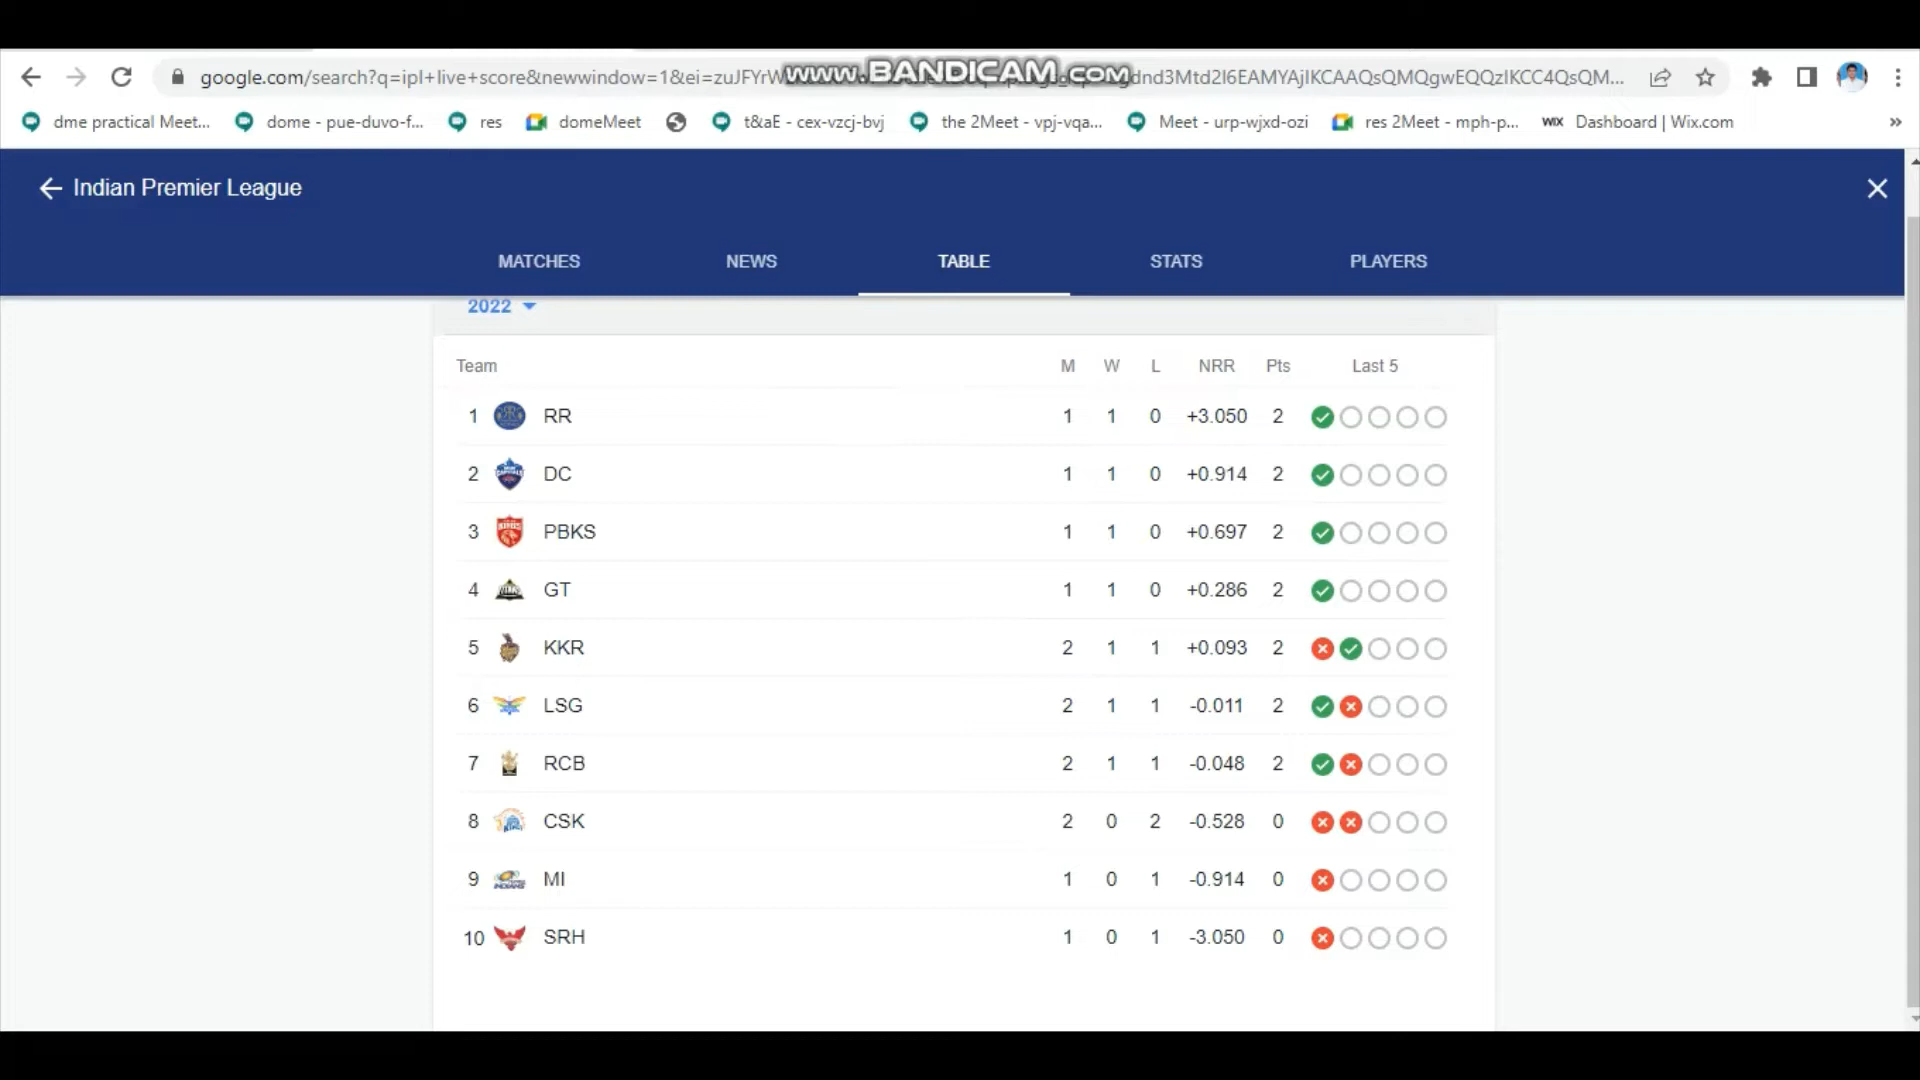 google.com/search?q=ipl+live+score&newwindow=1&ei=zuJFYrW
www.BANDICAM.com
dme practical Meet... dome - pue-duvo-f... res domeMeet t&aE - cex-vzcj-bvj the 2Meet - vpj-vqa... Meet - urp-wjxd-ozi res 2Meet - mph-p... WIX Dashboard | Wix.com »
Indian Premier League
MATCHES NEWS TABLE STATS PLAYERS
2022
Team M W L NRR Pts Last 5
1 RR 1 1 0 +3.050 2
2 DC 1 1 0 +0.914 2
3 PBKS 1 1 0 +0.697 2
4 GT 1 1 0 +0.286 2
5 KKR 2 1 1 +0.093 2
6 LSG 2 1 1 -0.011 2
7 RCB 2 1 1 -0.048 2
8 CSK 2 0 2 -0.528 0
9 MI 1 0 1 -0.914 0
10 SRH 1 0 1 -3.050 0